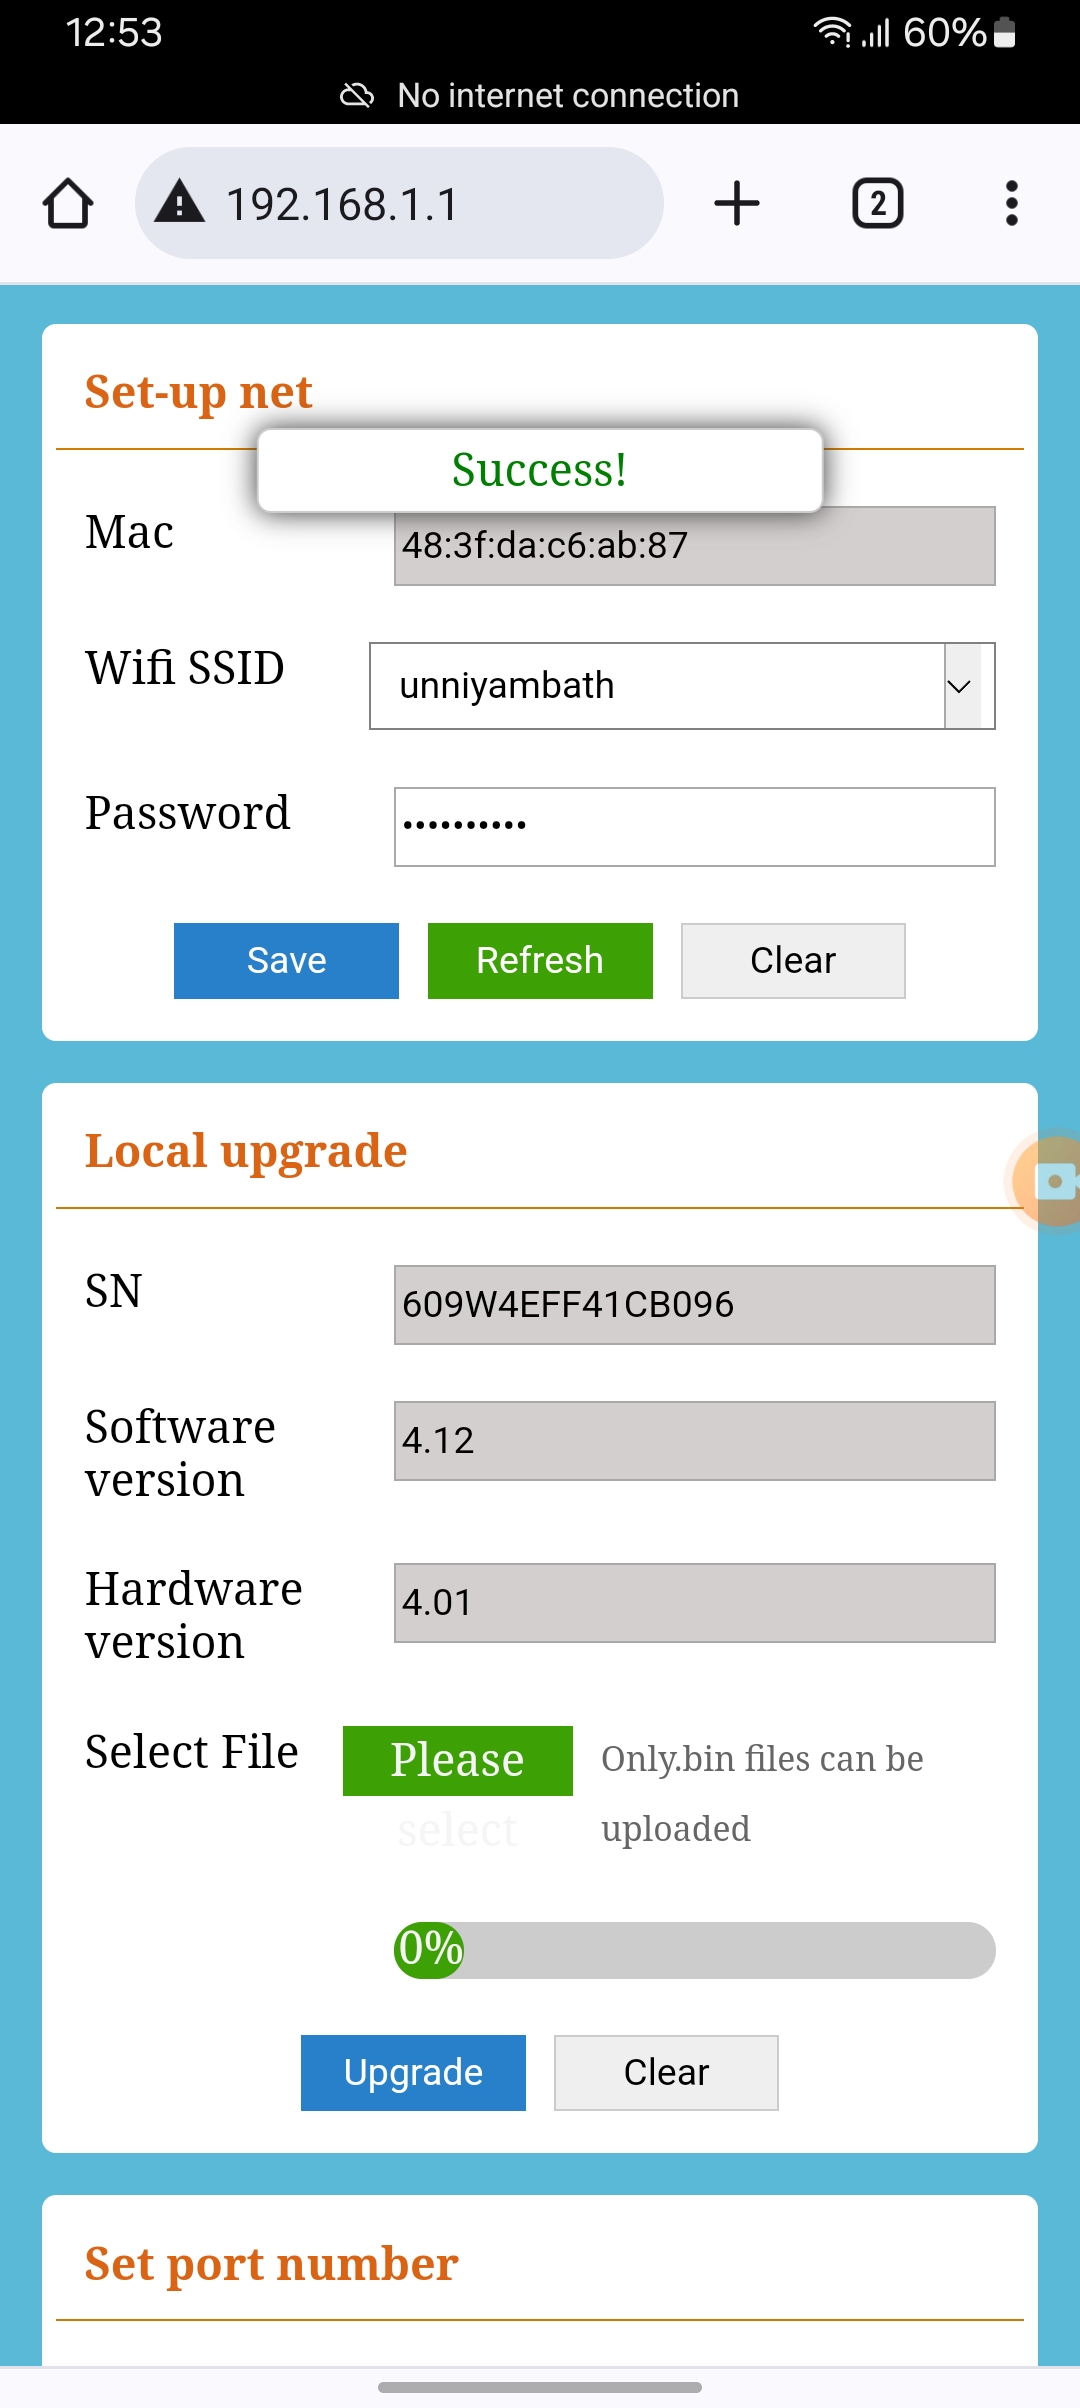 12:53
60%
No internet connection
192.168.1.1
2
Set-up net
Success!
Mac
48:3f:da:c6:ab:87
Wifi SSID
unniyambath
Password
••••••••••
Save
Refresh
Clear
Local upgrade
SN
609W4EFF41CB096
Software
version
4.12
Hardware
version
4.01
Select File
Please
select
Only.bin files can be
uploaded
0%
Upgrade
Clear
Set port number